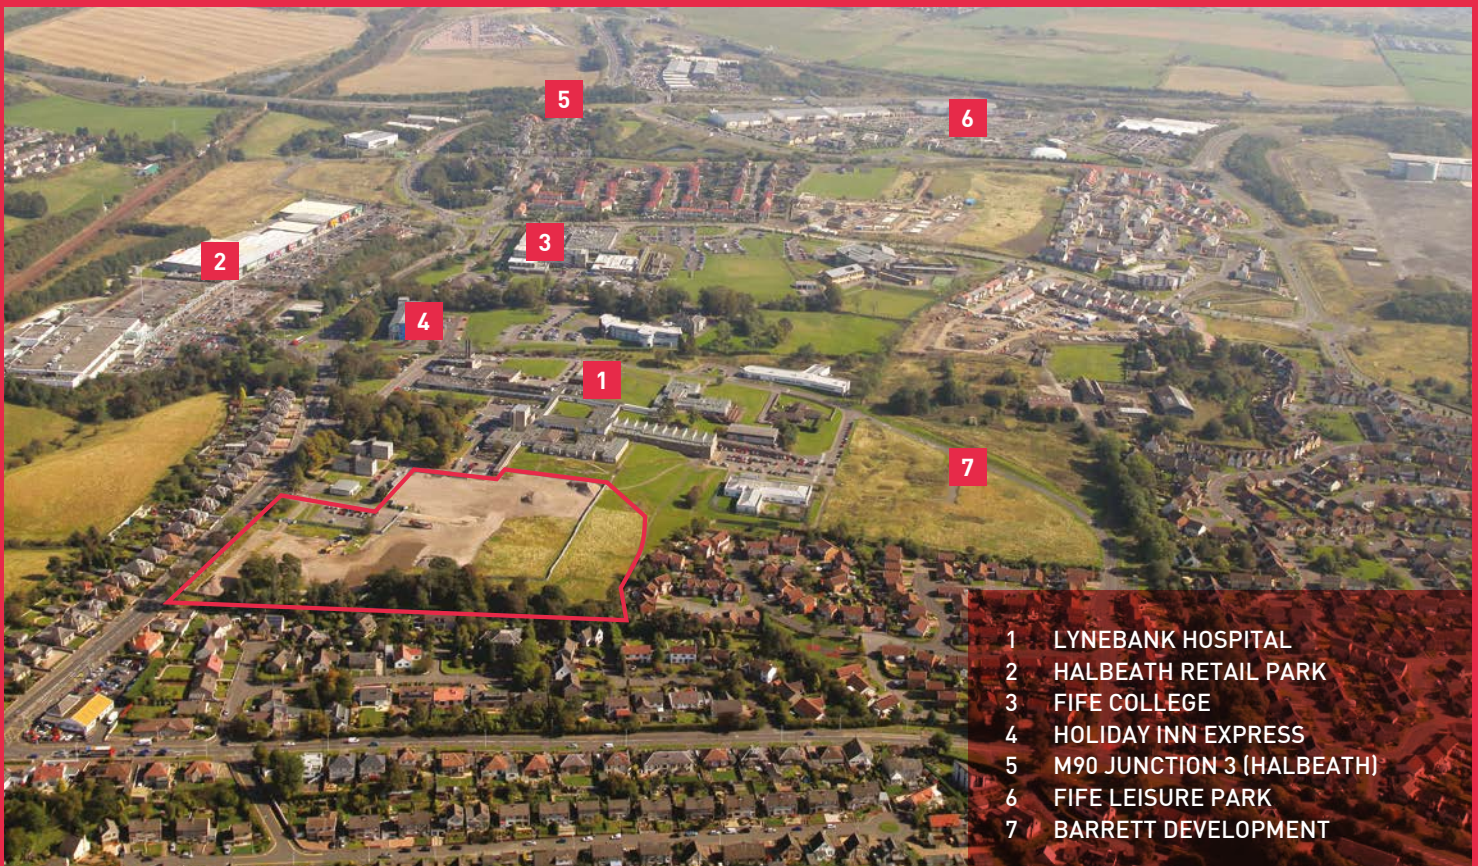 5
6
3
2
4
1
7
1 LYNEBANK HOSPITAL
2 HALBEATH RETAIL PARK
3 FIFE COLLEGE
4 HOLIDAY INN EXPRESS
5 M90 JUNCTION 3 (HALBEATH)
6 FIFE LEISURE PARK
7 BARRETT DEVELOPMENT